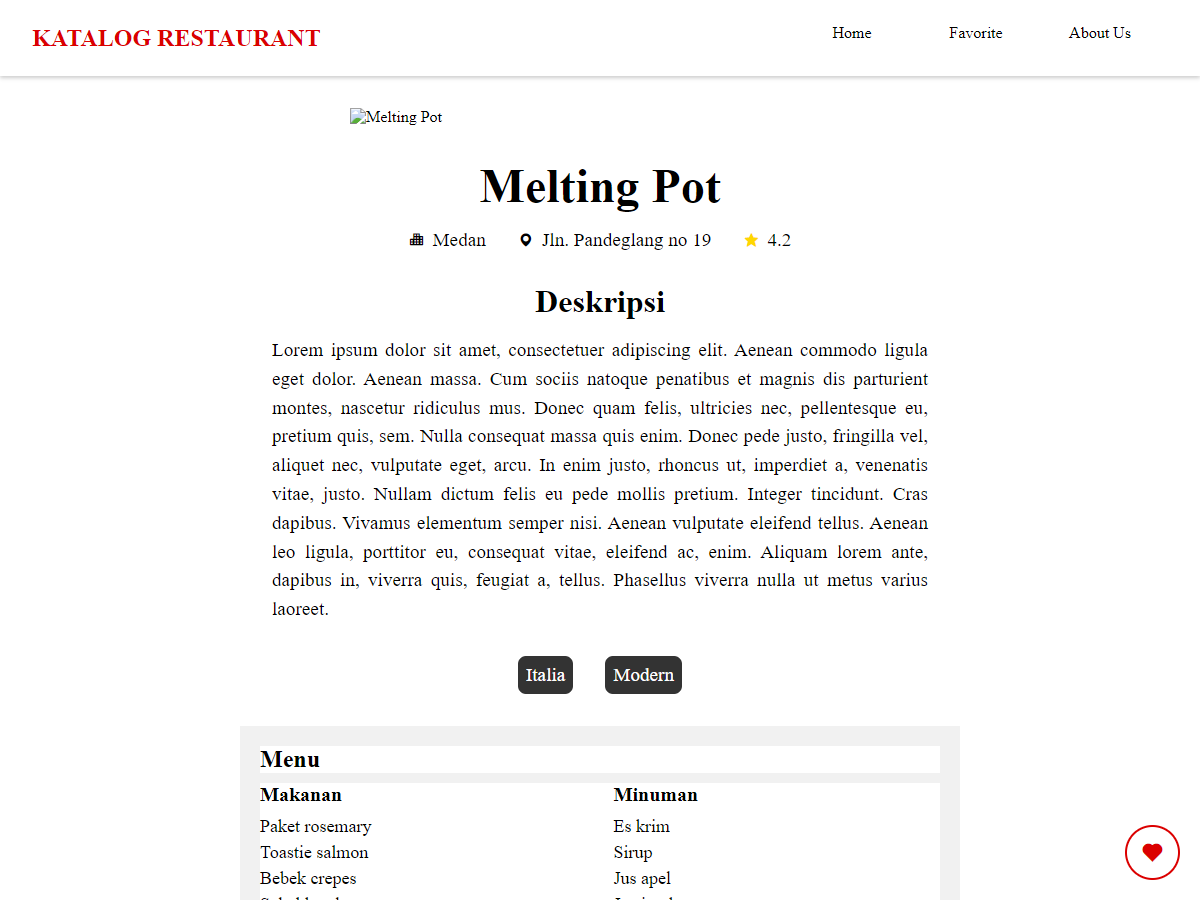 KATALOG RESTAURANT
Home
Favorite
About Us
Melting Pot
Melting Pot
Medan
Jln. Pandeglang no 19
4.2
Deskripsi
Lorem ipsum dolor sit amet, consectetuer adipiscing elit. Aenean commodo ligula
eget dolor. Aenean massa. Cum sociis natoque penatibus et magnis dis parturient
montes, nascetur ridiculus mus. Donec quam felis, ultricies nec, pellentesque eu,
pretium quis, sem. Nulla consequat massa quis enim. Donec pede justo, fringilla vel,
aliquet nec, vulputate eget, arcu. In enim justo, rhoncus ut, imperdiet a, venenatis
vitae, justo. Nullam dictum felis eu pede mollis pretium. Integer tincidunt. Cras
dapibus. Vivamus elementum semper nisi. Aenean vulputate eleifend tellus. Aenean
leo ligula, porttitor eu, consequat vitae, eleifend ac, enim. Aliquam lorem ante,
dapibus in, viverra quis, feugiat a, tellus. Phasellus viverra nulla ut metus varius
laoreet.
Italia
Modern
Menu
Makanan
Paket rosemary
Toastie salmon
Bebek crepes
Minuman
Es krim
Sirup
Jus apel